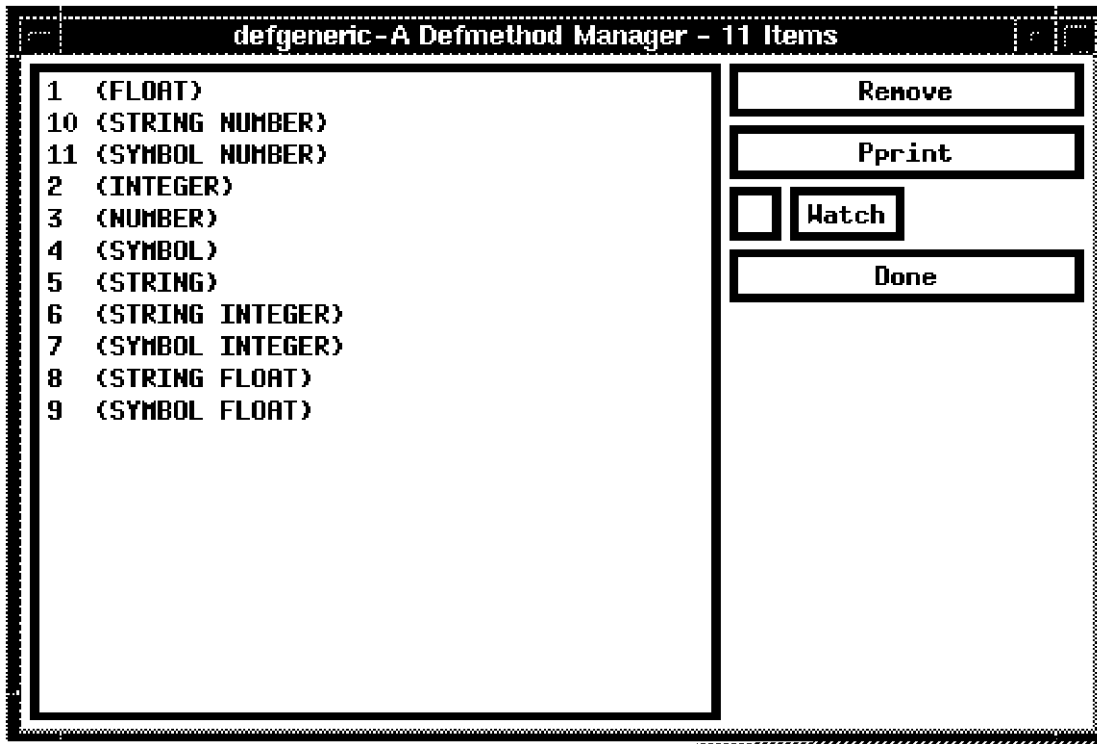 defgeneric-A Defmethod Manager - 11 Items
1 (FLOAT)
10 (STRING NUMBER)
11 (SYMBOL NUMBER)
2 (INTEGER)
3 (NUMBER)
4 (SYMBOL)
5 (STRING)
6 (STRING INTEGER)
7 (SYMBOL INTEGER)
8 (STRING FLOAT)
9 (SYMBOL FLOAT)
Remove
Pprint
Watch
Done